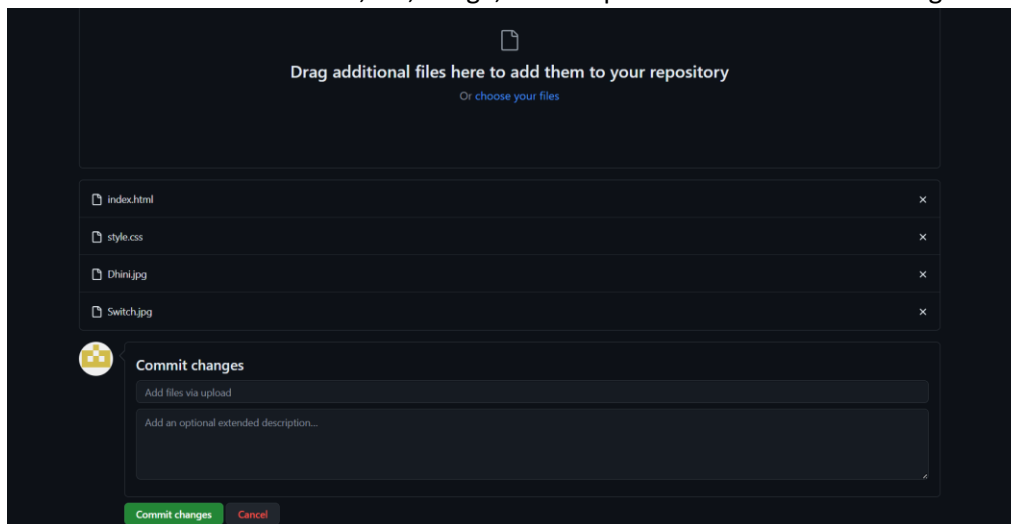 Drag additional files here to add them to your repository
Or choose your files
index.html
style.css
Dhini.jpg
Switch.jpg
Commit changes
Add files via upload
Add an optional extended description...
Commit changes Cancel